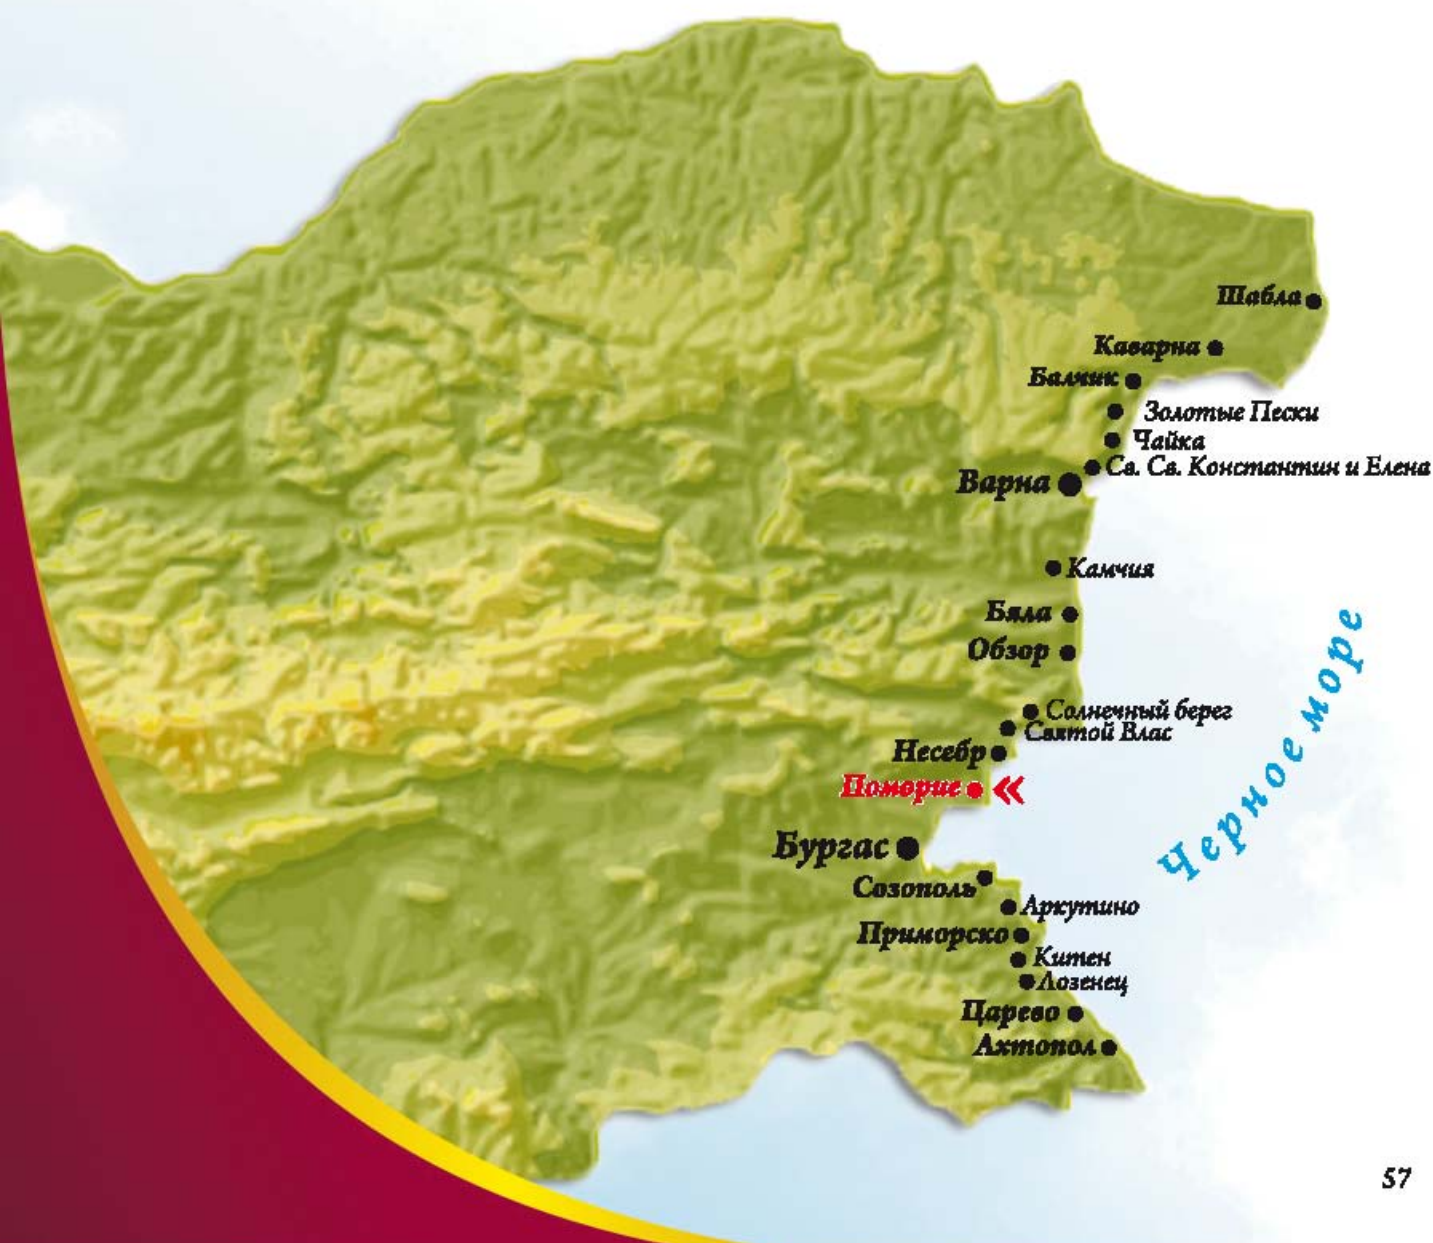 Шабла
Каварна
Балчик
Золотые Пески
Чайка
Св. Св. Константин и Елена
Варна
Камчия
Бяла
Обзор
Солнечный берег
Святой Влас
Несебр
Поморие «
Черное море
Бургас
Созополь
Аркутино
Приморско
Китен
Лозенец
Царево
Ахтопол
57